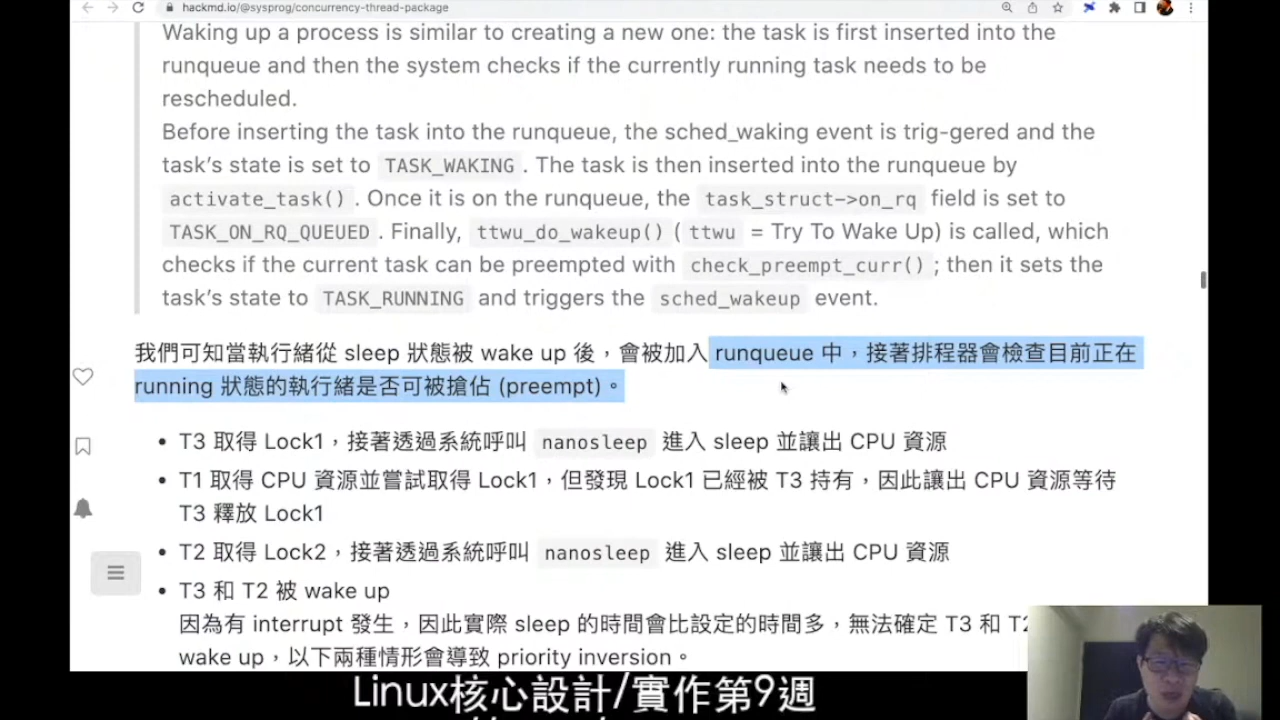 hackmd.io/@sysprog/concurrency-thread-package
Waking up a process is similar to creating a new one: the task is first inserted into the
runqueue and then the system checks if the currently running task needs to be
rescheduled.
Before inserting the task into the runqueue, the sched_waking event is trig-gered and the
task's state is set to TASK_WAKING. The task is then inserted into the runqueue by
activate_task(). Once it is on the runqueue, the task_struct->on_rq field is set to
TASK_ON_RQ_QUEUED. Finally, ttwu_do_wakeup() (ttwu = Try To Wake Up) is called, which
checks if the current task can be preempted with check_preempt_curr(); then it sets the
task's state to TASK_RUNNING and triggers the sched_wakeup event.
我們可知當執行緒從 sleep 狀態被 wake up 後，會被加入 runqueue 中，接著排程器會檢查目前正在
running 狀態的執行緒是否可被搶佔 (preempt)。
• T3 取得 Lock1，接著透過系統呼叫 nanosleep 進入 sleep 並讓出 CPU 資源
• T1 取得 CPU 資源並嘗試取得 Lock1，但發現 Lock1 已經被 T3 持有，因此讓出 CPU 資源等待
T3 釋放 Lock1
• T2 取得 Lock2，接著透過系統呼叫 nanosleep 進入 sleep 並讓出 CPU 資源
• T3 和 T2 被 wake up
因為有 interrupt 發生，因此實際 sleep 的時間會比設定的時間多，無法確定 T3 和 T2
wake up，以下兩種情形會導致 priority inversion。
Linux核心設計/實作第9週